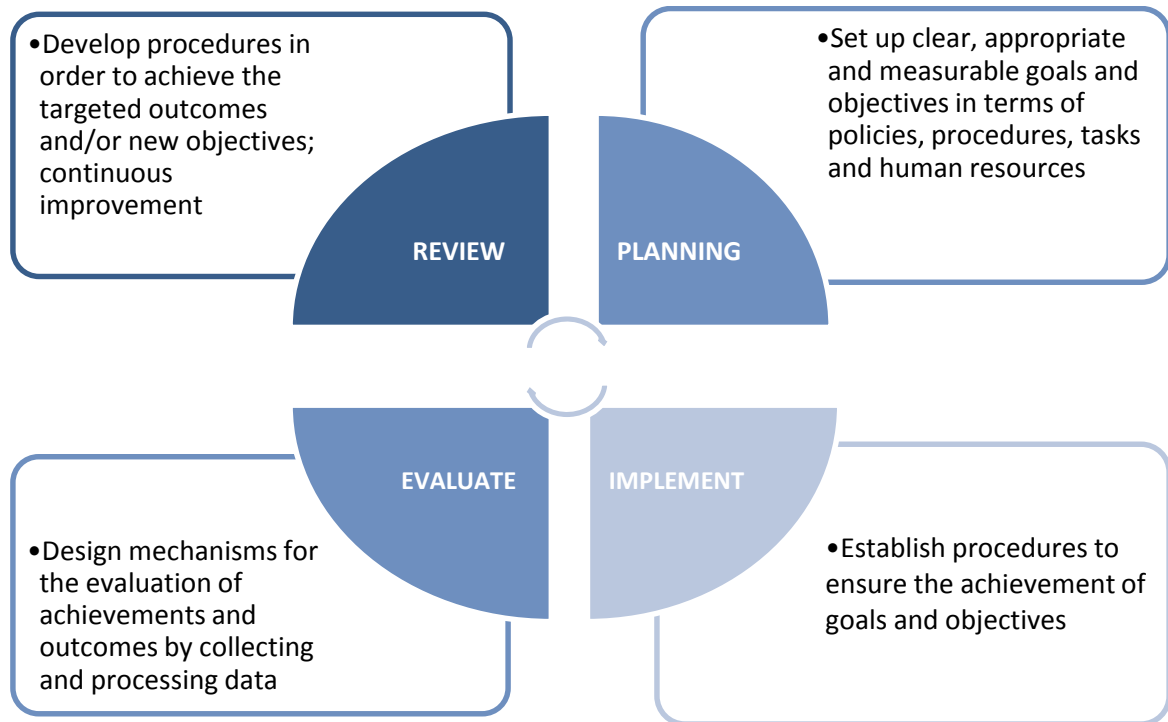 •Develop procedures in
order to achieve the
targeted outcomes
and/or new objectives;
continuous
improvement
•Set up clear, appropriate
and measurable goals and
objectives in terms of
policies, procedures, tasks
and human resources
REVIEW
PLANNING
EVALUATE
IMPLEMENT
•Design mechanisms for
the evaluation of
achievements and
outcomes by collecting
and processing data
•Establish procedures to
ensure the achievement of
goals and objectives